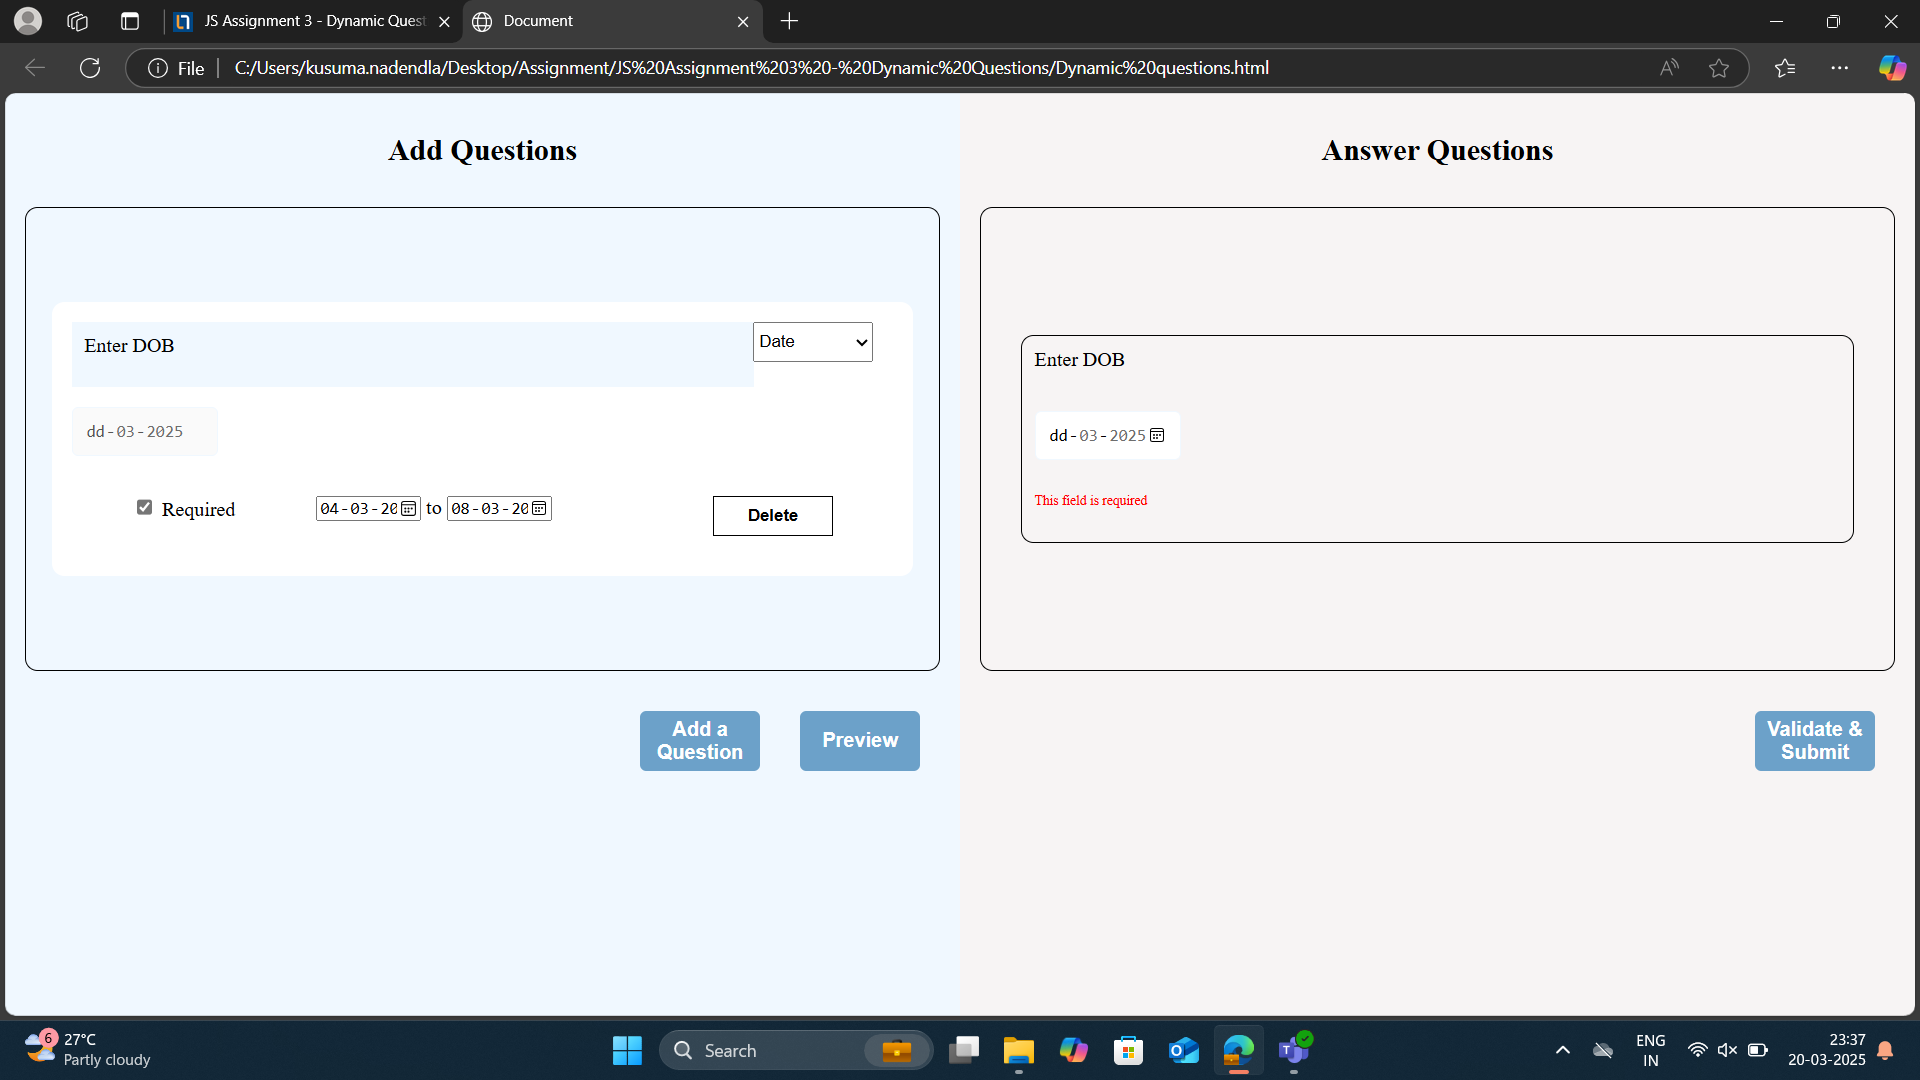 JS Assignment 3 - Dynamic Quest
Document
File
C:/Users/kusuma.nadendla/Desktop/Assignment/JS%20Assignment%203%20-%20Dynamic%20Questions/Dynamic%20questions.html
Add Questions
Enter DOB
Date
dd-03-2025
Required
04-03-20 to 08-03-20
Delete
Add a
Question
Preview
Answer Questions
Enter DOB
dd-03-2025
This field is required
Validate &
Submit
6
27°C
Partly cloudy
Search
ENG
IN
23:37
20-03-2025